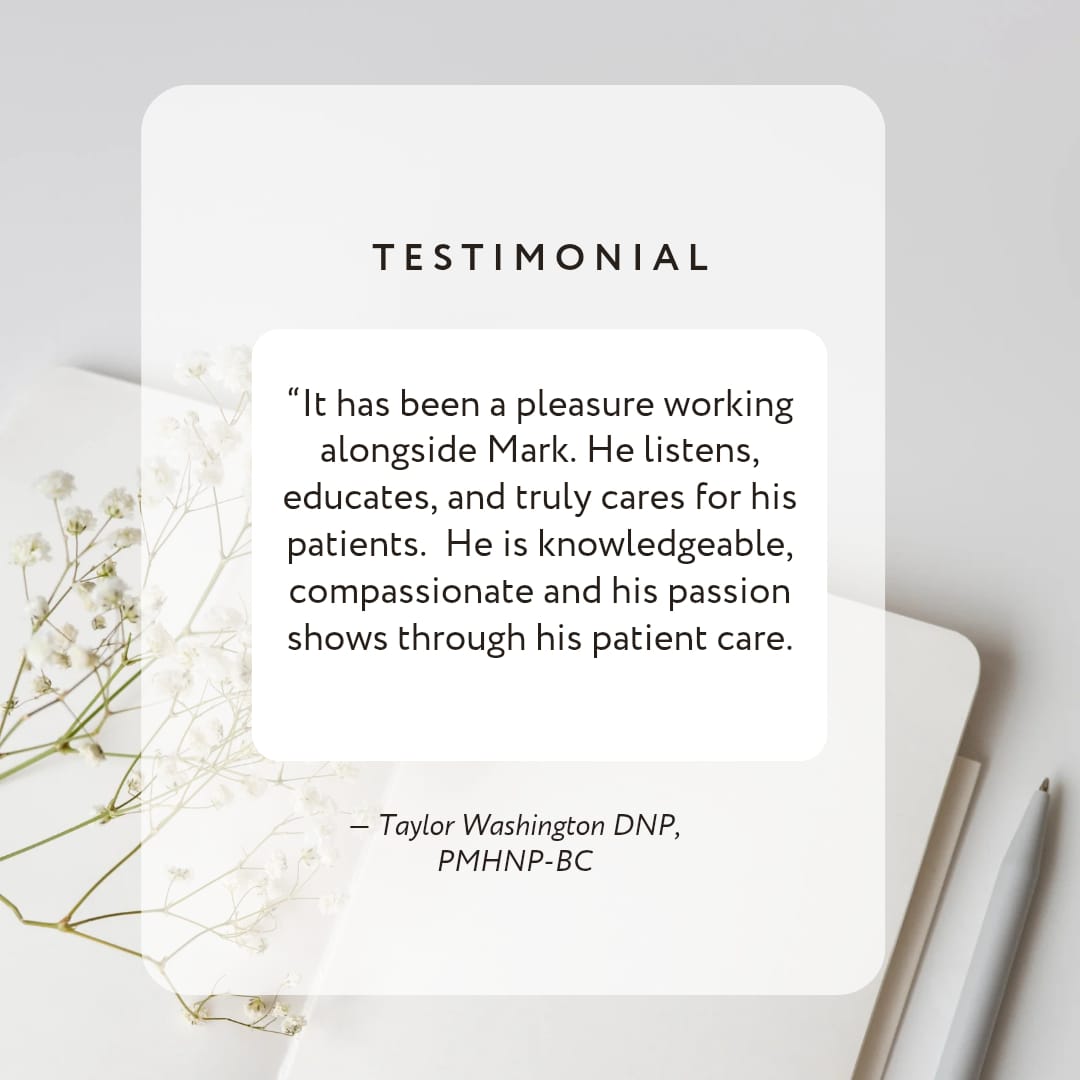 TESTIMONIAL
“It has been a pleasure working
alongside Mark. He listens,
educates, and truly cares for his
patients.  He is knowledgeable,
compassionate and his passion
shows through his patient care.
– Taylor Washington DNP,
PMHNP-BC